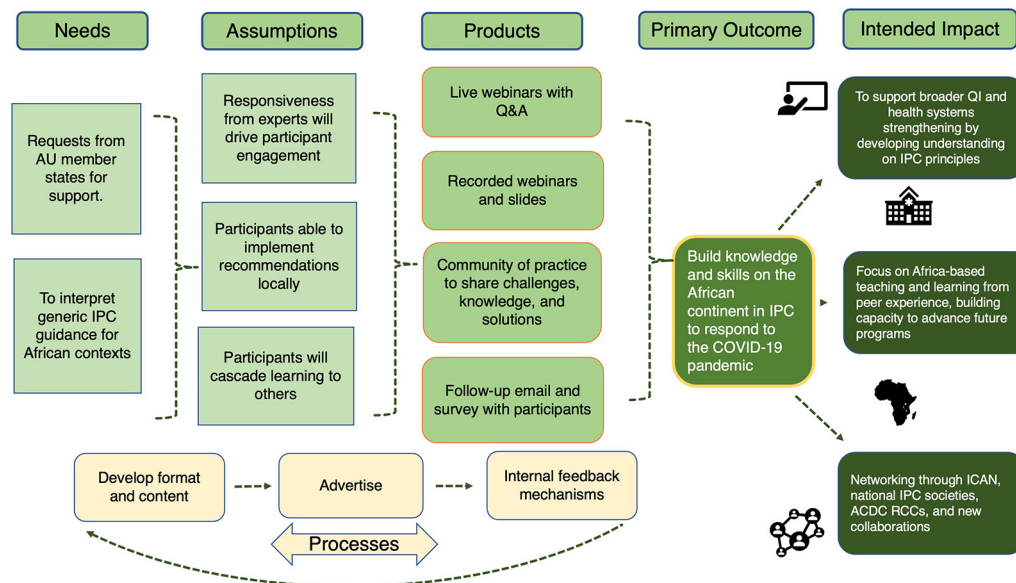 Needs
Assumptions
Products
Primary Outcome
Intended Impact
Requests from
AU member
states for
support.
To interpret
generic IPC
guidance for
African contexts
Responsiveness
from experts will
drive participant
engagement
Participants able to
implement
recommendations
locally
Participants will
cascade learning to
others
Live webinars with
Q&A
Recorded webinars
and slides
Community of practice
to share challenges,
knowledge, and
solutions
Follow-up email and
survey with participants
Build knowledge
and skills on the
African
continent in IPC
to respond to
the COVID-19
pandemic
To support broader QI and
health systems
strengthening by
developing understanding
on IPC principles
Focus on Africa-based
teaching and learning from
peer experience, building
capacity to advance future
programs
Networking through ICAN,
national IPC societies,
ACDC RCCs, and new
collaborations
Develop format
and content
Advertise
Internal feedback
mechanisms
Processes